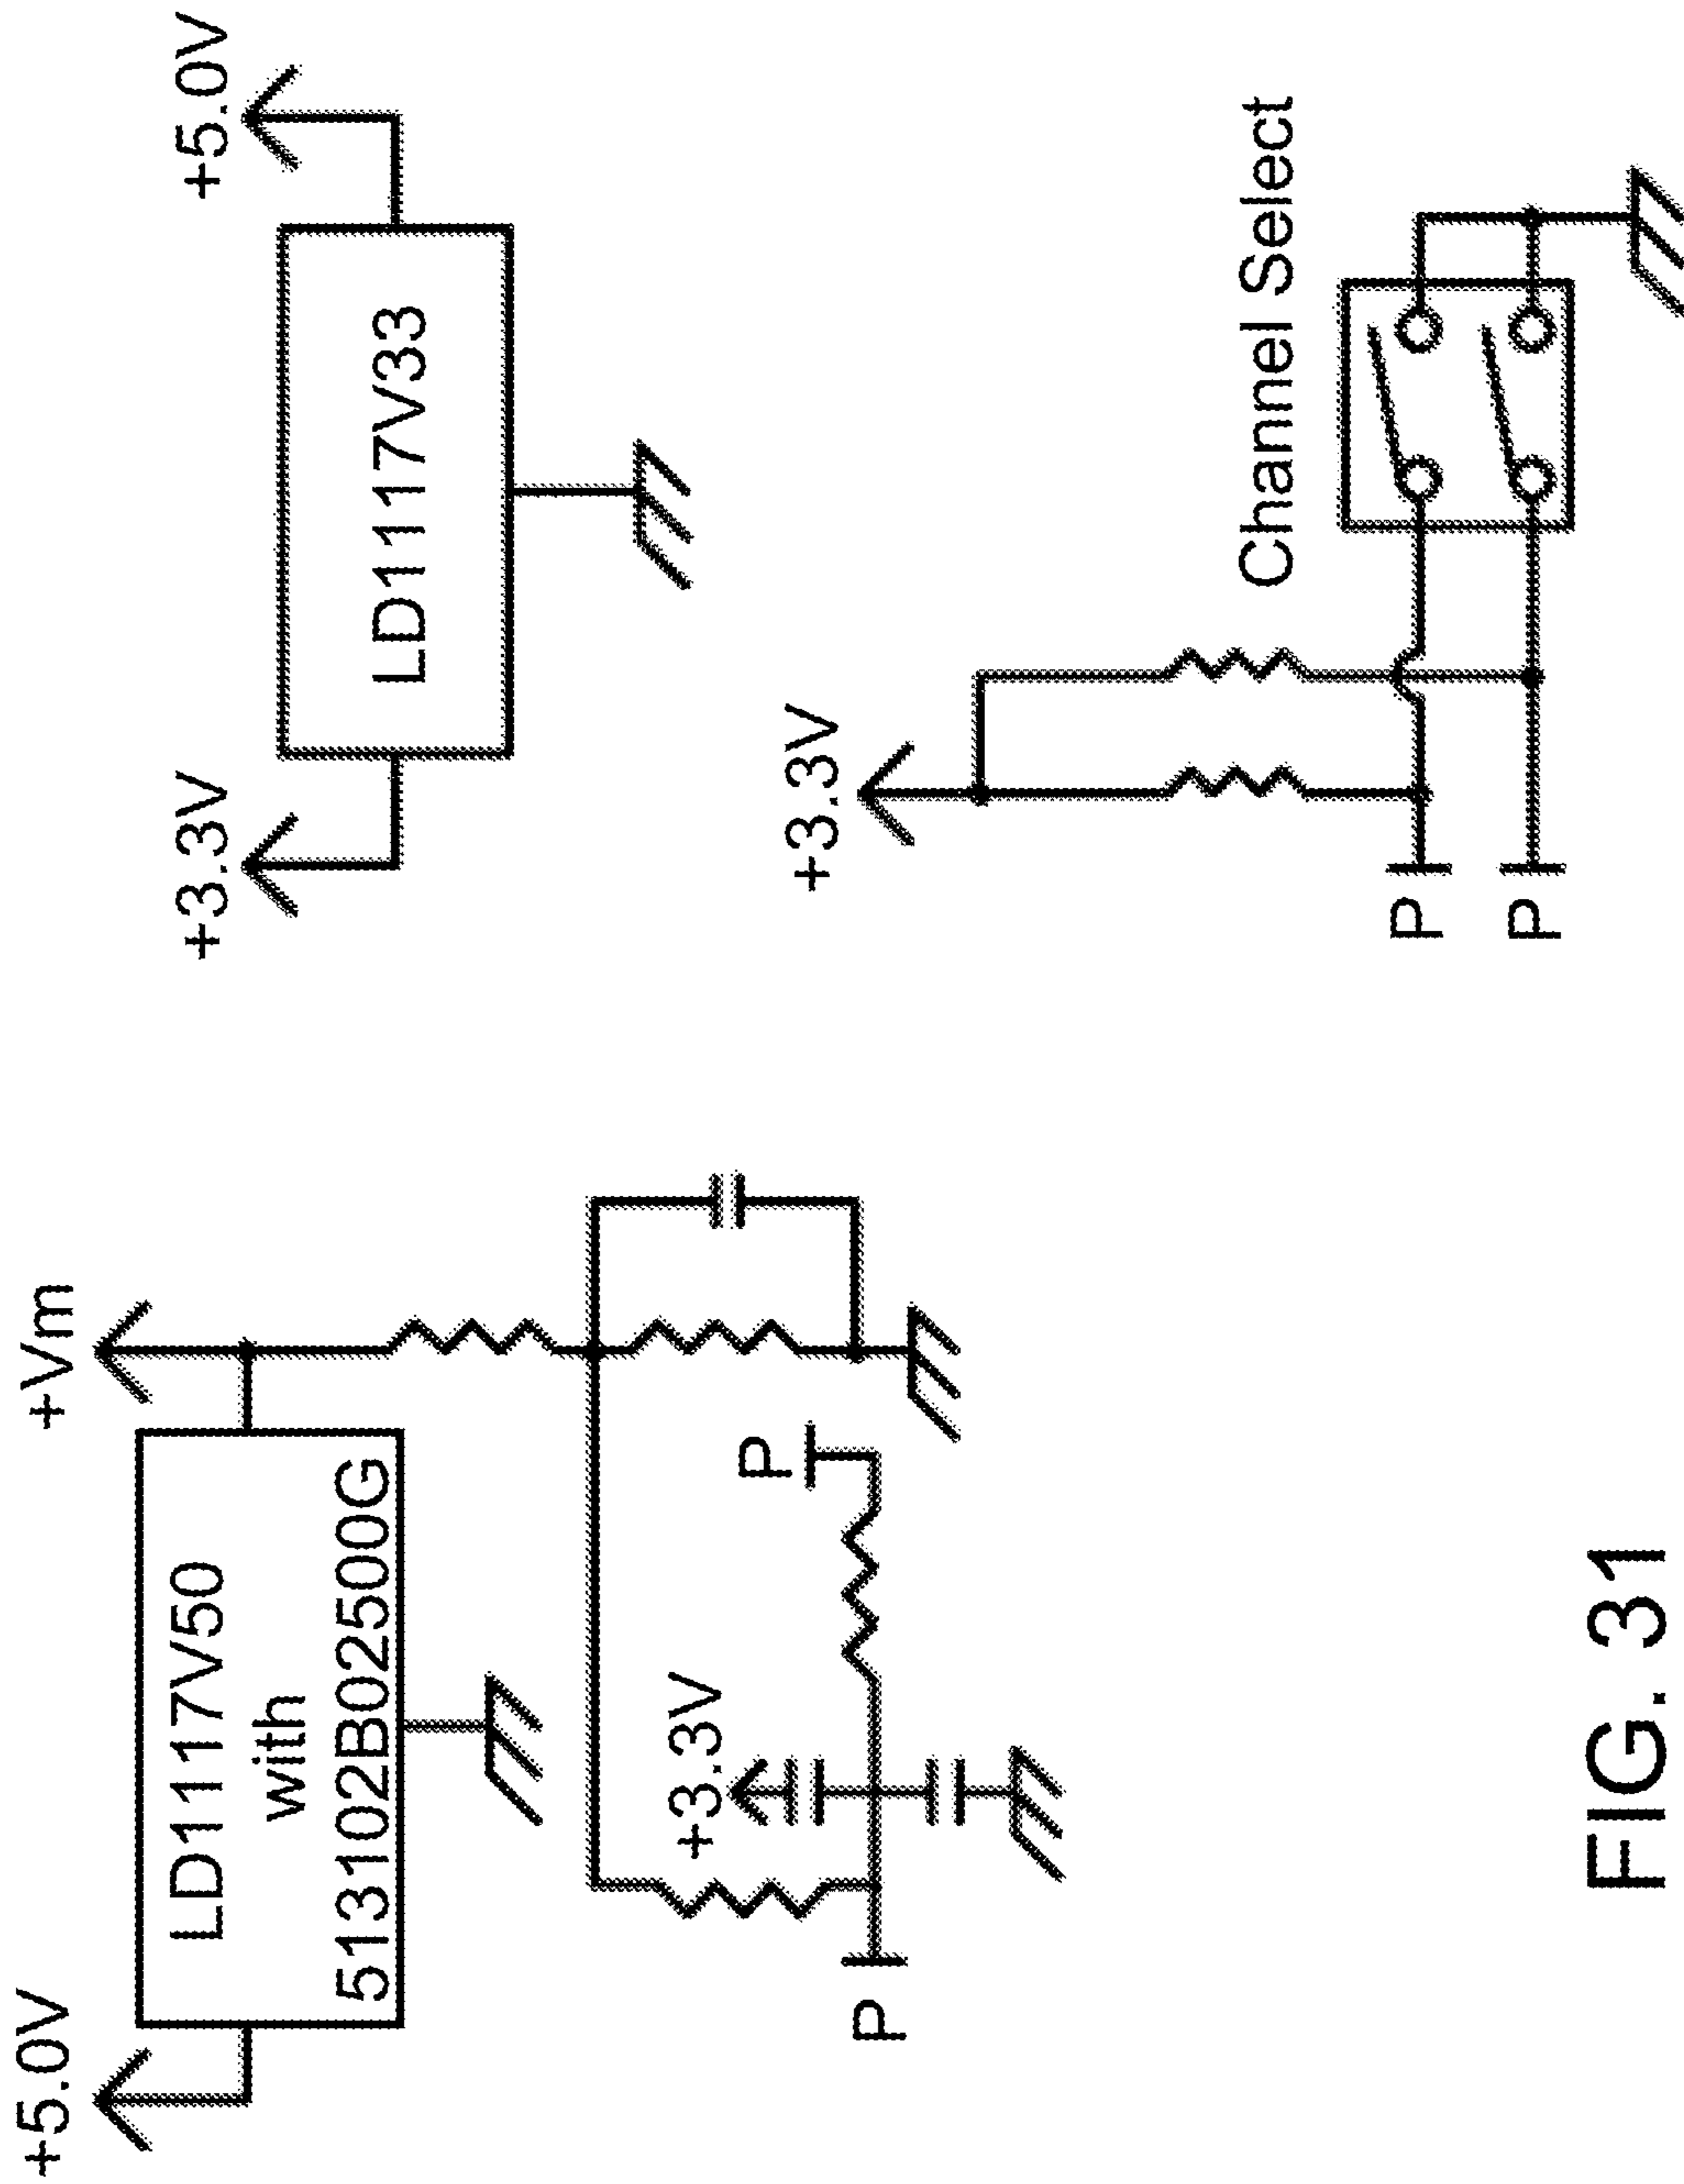 +5.0V
+Vm
LD1117V50
with
513102B02500G
+3.3V
P
P
+3.3V
+5.0V
LD1117V33
+3.3V
Channel Select
P
P
FIG. 31